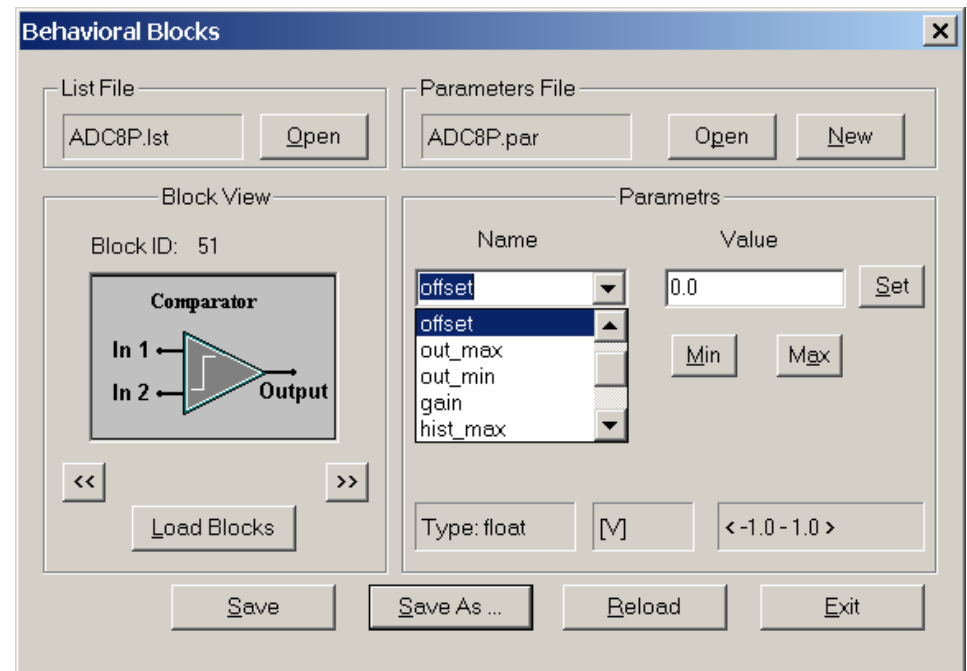 Behavioral Blocks
List File
ADC8P.lst
Open
Parameters File
ADC8P.par
Open
New
Block View
Block ID: 51
Comparator
In 1
In 2
Output
<<
>>
Load Blocks
Parametrs
Name
Value
offset
0.0
Set
offset
out_max
out_min
gain
hist_max
Min
Max
Type: float
[V]
< -1.0 - 1.0 >
Save
Save As ...
Reload
Exit